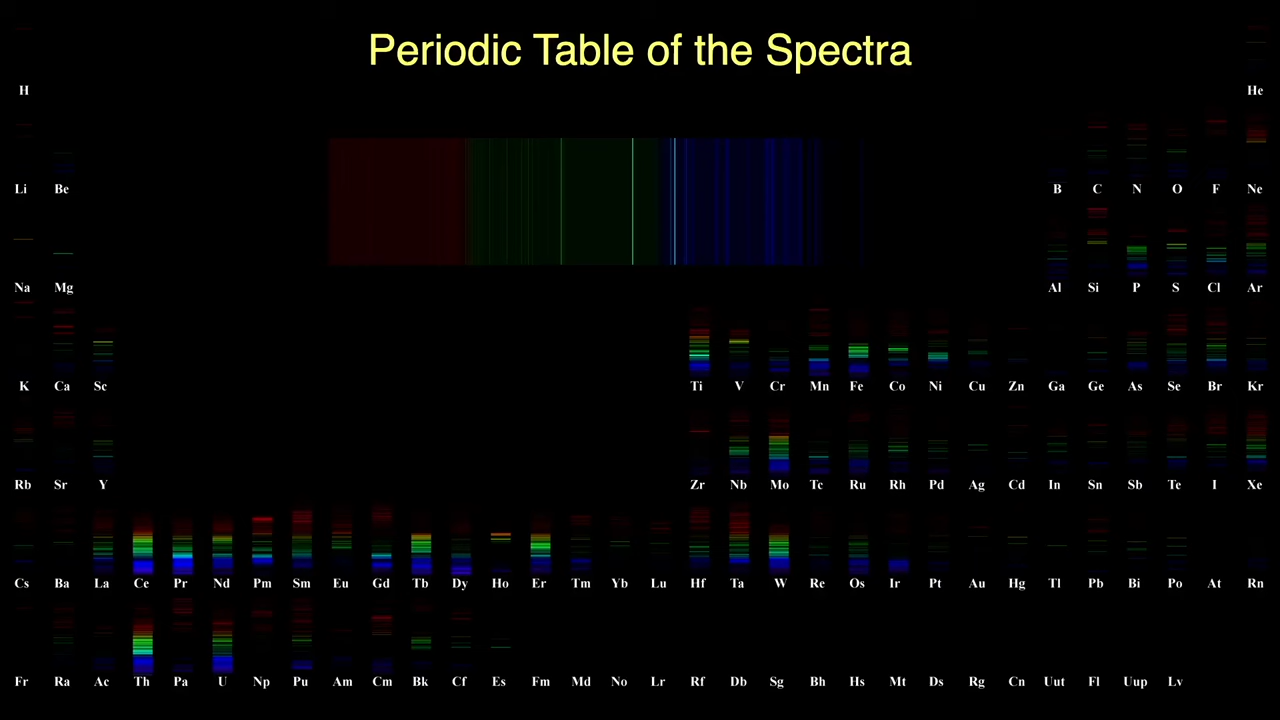 Periodic Table of the Spectra
H He
Li Be B C N O F Ne
Na Mg Al Si P S Cl Ar
K Ca Sc Ti V Cr Mn Fe Co Ni Cu Zn Ga Ge As Se Br Kr
Rb Sr Y Zr Nb Mo Tc Ru Rh Pd Ag Cd In Sn Sb Te I Xe
Cs Ba La Ce Pr Nd Pm Sm Eu Gd Tb Dy Ho Er Tm Yb Lu Hf Ta W Re Os Ir Pt Au Hg Tl Pb Bi Po At Rn
Fr Ra Ac Th Pa U Np Pu Am Cm Bk Cf Es Fm Md No Lr Rf Db Sg Bh Hs Mt Ds Rg Cn Uut Fl Uup Lv